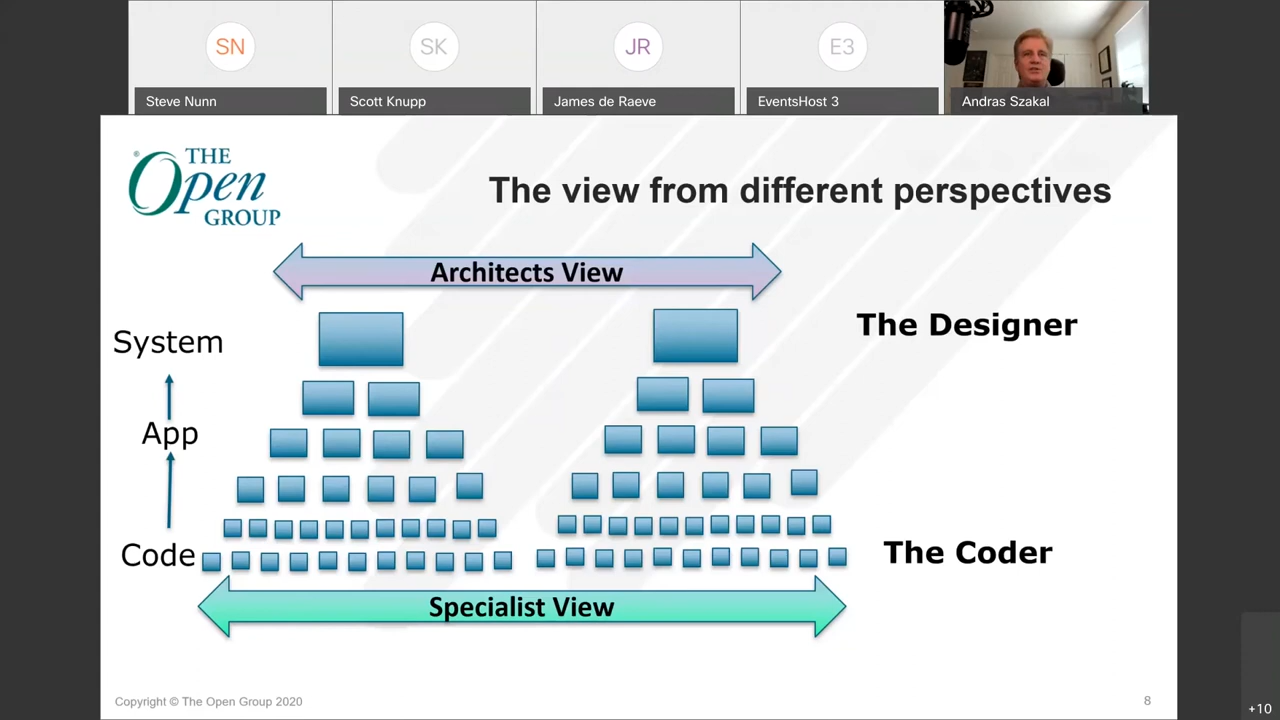 SN
SK
JR
E3
Steve Nunn
Scott Knupp
James de Raeve
EventsHost 3
Andras Szakal
® THE
Open
GROUP
The view from different perspectives
Architects View
System
The Designer
App
Code
The Coder
Specialist View
Copyright © The Open Group 2020
8
+10